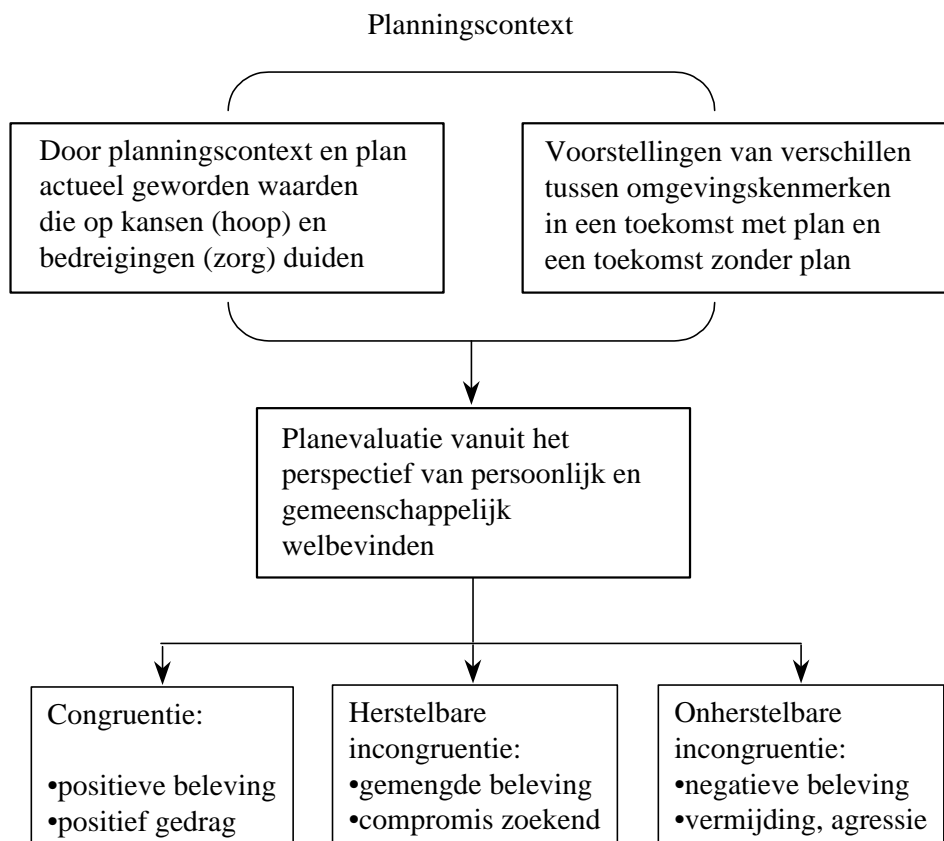 Planningscontext
Door planningscontext en plan
actueel geworden waarden
die op kansen (hoop) en
bedreigingen (zorg) duiden
Voorstellingen van verschillen
tussen omgevingskenmerken
in een toekomst met plan en
een toekomst zonder plan
Planevaluatie vanuit het
perspectief van persoonlijk en
gemeenschappelijk
welbevinden
Congruentie:
•positieve beleving
•positief gedrag
Herstelbare
incongruentie:
•gemengde beleving
•compromis zoekend
Onherstelbare
incongruentie:
•negatieve beleving
•vermijding, agressie